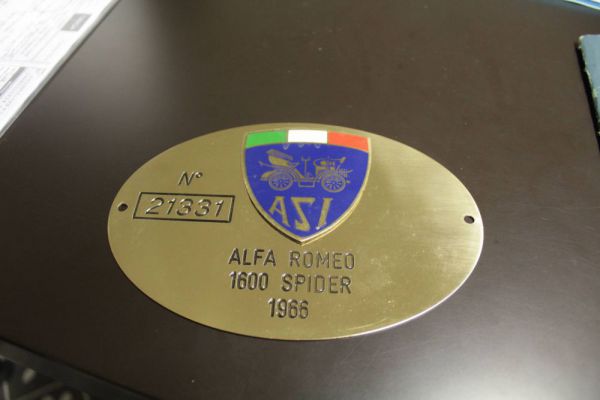 N°
21331
ASI
ALFA ROMEO
1600 SPIDER
1966